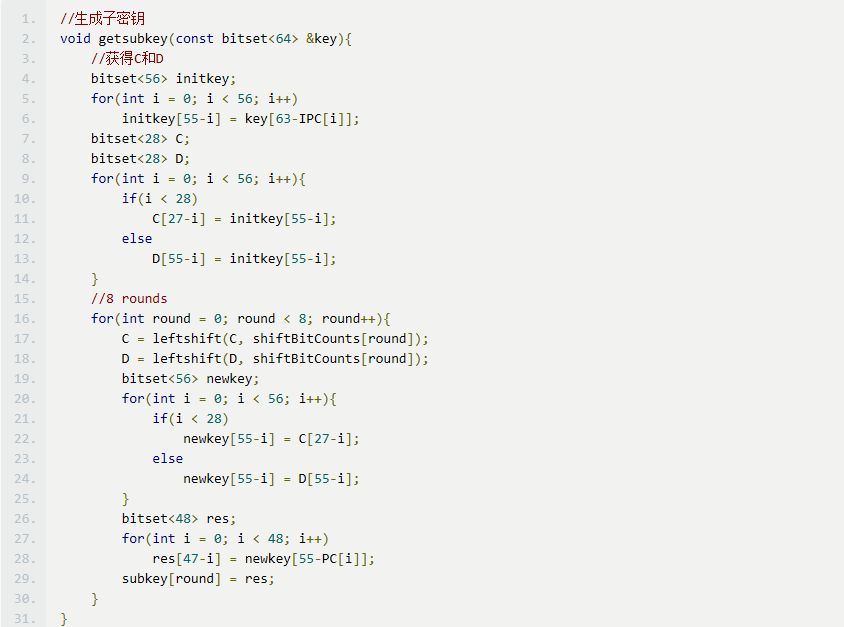 1. //生成子密钥
2. void getsubkey(const bitset<64> &key){
3.     //获得C和D
4.     bitset<56> initkey;
5.     for(int i = 0; i < 56; i++)
6.         initkey[55-i] = key[63-IPC[i]];
7.     bitset<28> C;
8.     bitset<28> D;
9.     for(int i = 0; i < 56; i++){
10.         if(i < 28)
11.             C[27-i] = initkey[55-i];
12.         else
13.             D[55-i] = initkey[55-i];
14.     }
15.     //8 rounds
16.     for(int round = 0; round < 8; round++){
17.         C = leftshift(C, shiftBitCounts[round]);
18.         D = leftshift(D, shiftBitCounts[round]);
19.         bitset<56> newkey;
20.         for(int i = 0; i < 56; i++){
21.             if(i < 28)
22.                 newkey[55-i] = C[27-i];
23.             else
24.                 newkey[55-i] = D[55-i];
25.         }
26.         bitset<48> res;
27.         for(int i = 0; i < 48; i++)
28.             res[47-i] = newkey[55-PC[i]];
29.         subkey[round] = res;
30.     }
31. }